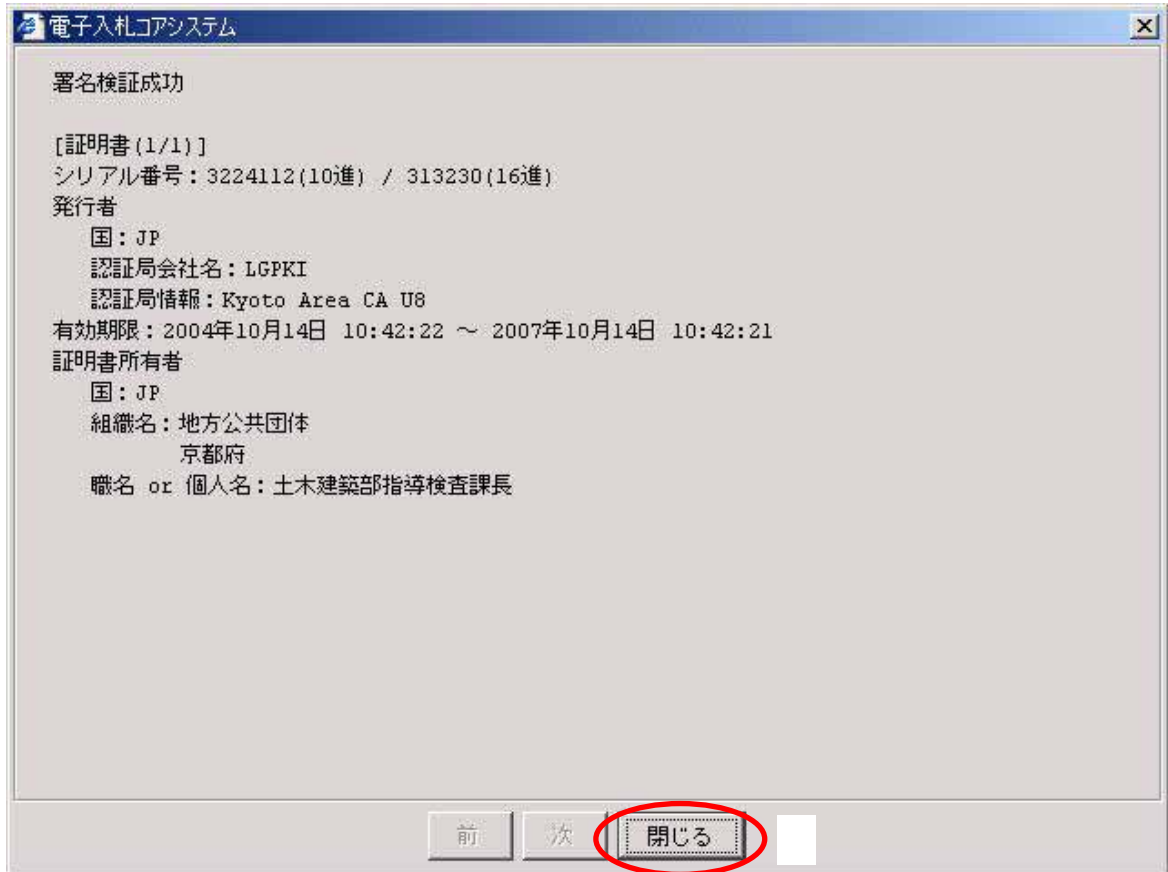 電子入札コアシステム
署名検証成功
[証明書(1/1)]
シリアル番号：3224112(10進) / 313230(16進)
発行者
国：JP
認証局会社名：LGPKI
認証局情報：Kyoto Area CA U8
有効期限：2004年10月14日 10:42:22 ～ 2007年10月14日 10:42:21
証明書所有者
国：JP
組織名：地方公共団体
京都府
職名 or 個人名：土木建築部指導検査課長
前 次 閉じる